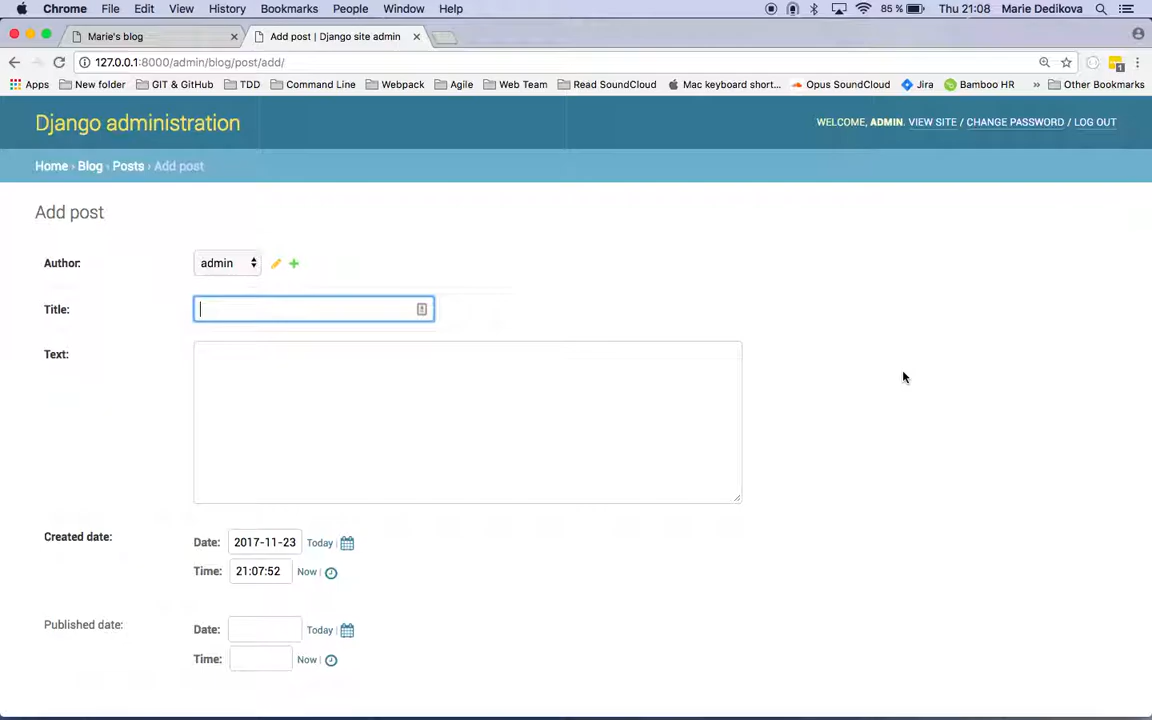 Chrome File Edit View History Bookmarks People Window Help 85 % Thu 21:08 Marie Dedikova
Marie's blog Add post | Django site admin
127.0.0.1:8000/admin/blog/post/add/
Apps New folder GIT & GitHub TDD Command Line Webpack Agile Web Team Read SoundCloud Mac keyboard short... Opus SoundCloud Jira Bamboo HR » Other Bookmarks
Django administration WELCOME, ADMIN. VIEW SITE / CHANGE PASSWORD / LOG OUT
Home › Blog › Posts › Add post
Add post
Author: admin
Title:
Text:
Created date:
Date: 2017-11-23 Today |
Time: 21:07:52 Now |
Published date:
Date: Today |
Time: Now |